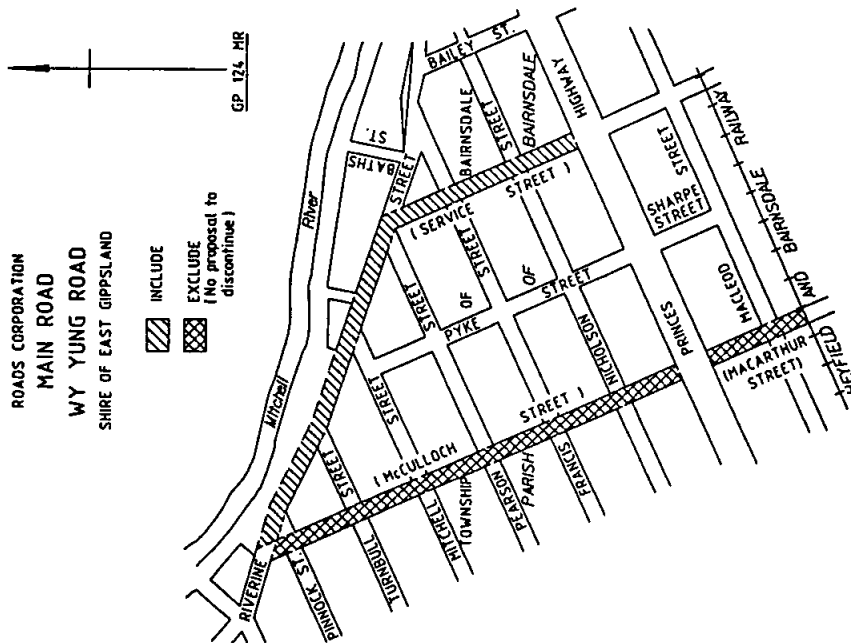 ROADS CORPORATION
MAIN ROAD
WY YUNG ROAD
SHIRE OF EAST GIPPSLAND
INCLUDE
EXCLUDE
(No proposal to
discontinue)
GP 124 MR
Mitchell River
BATHS ST.
BAILEY ST.
RIVERINE STREET
PINNOCK ST.
TURNBULL STREET
MITCHELL STREET STREET
TOWNSHIP OF BAIRNSDALE
PEARSON STREET STREET
PARISH OF BAIRNSDALE
FRANCIS
NICHOLSON STREET
PRINCES HIGHWAY
MACLEOD STREET
SHARPE
STREET
PYKE STREET
(SERVICE STREET)
(McCULLOCH STREET)
(MACARTHUR
STREET)
HEYFIELD AND BAIRNSDALE RAILWAY